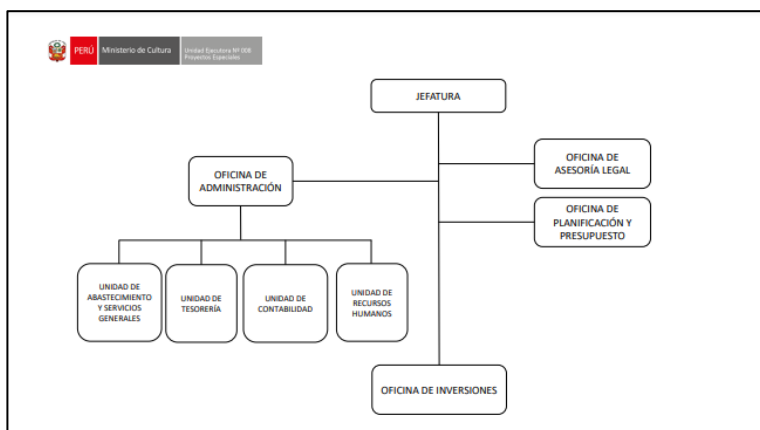 PERÚ
Ministerio de Cultura
Unidad Ejecutora Nº 008
Proyectos Especiales
JEFATURA
OFICINA DE
ASESORÍA LEGAL
OFICINA DE
ADMINISTRACIÓN
OFICINA DE
PLANIFICACIÓN Y
PRESUPUESTO
UNIDAD DE
ABASTECIMIENTO
Y SERVICIOS
GENERALES
UNIDAD DE
TESORERÍA
UNIDAD DE
CONTABILIDAD
UNIDAD DE
RECURSOS
HUMANOS
OFICINA DE INVERSIONES